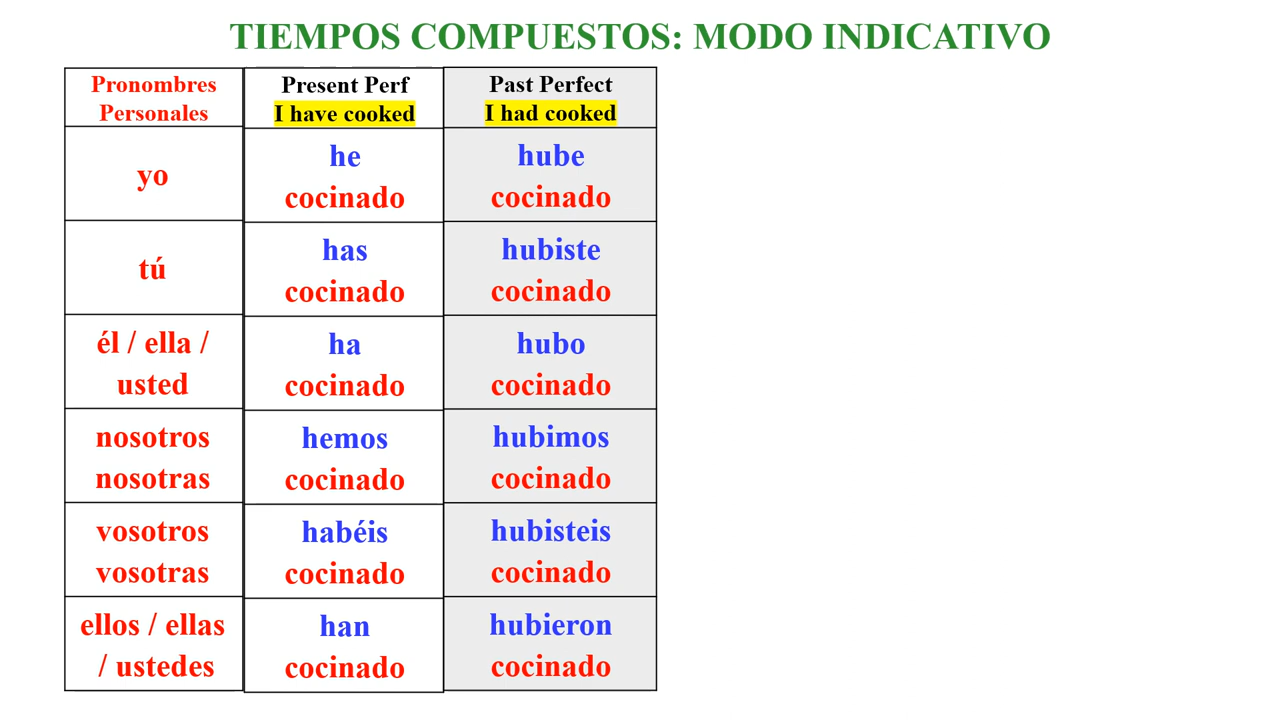 TIEMPOS COMPUESTOS: MODO INDICATIVO
Pronombres
Personales
Present Perf
I have cooked
Past Perfect
I had cooked
yo
he
cocinado
hube
cocinado
tú
has
cocinado
hubiste
cocinado
él / ella /
usted
ha
cocinado
hubo
cocinado
nosotros
nosotras
hemos
cocinado
hubimos
cocinado
vosotros
vosotras
habéis
cocinado
hubisteis
cocinado
ellos / ellas
/ ustedes
han
cocinado
hubieron
cocinado